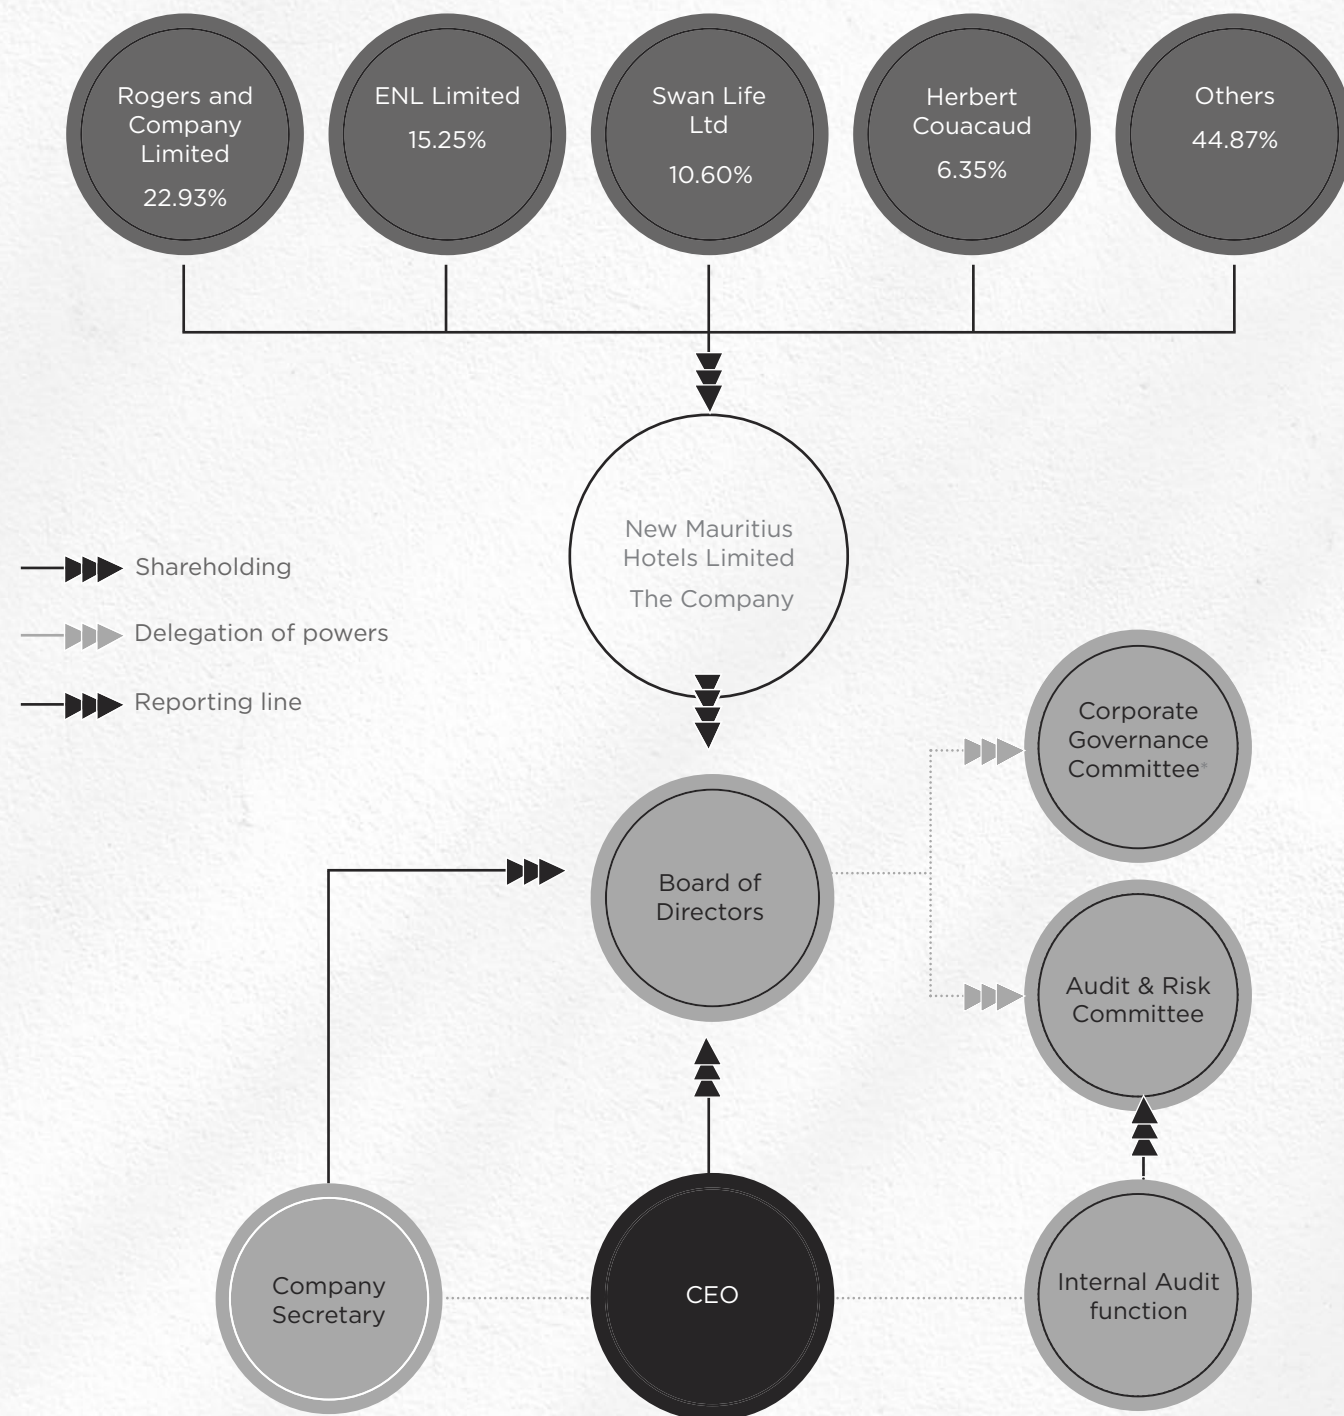 Rogers and
Company
Limited
22.93%
ENL Limited
15.25%
Swan Life
Ltd
10.60%
Herbert
Couacaud
6.35%
Others
44.87%
New Mauritius
Hotels Limited
The Company
Shareholding
Delegation of powers
Reporting line
Corporate
Governance
Committee*
Board of
Directors
Audit & Risk
Committee
Company
Secretary
CEO
Internal Audit
function